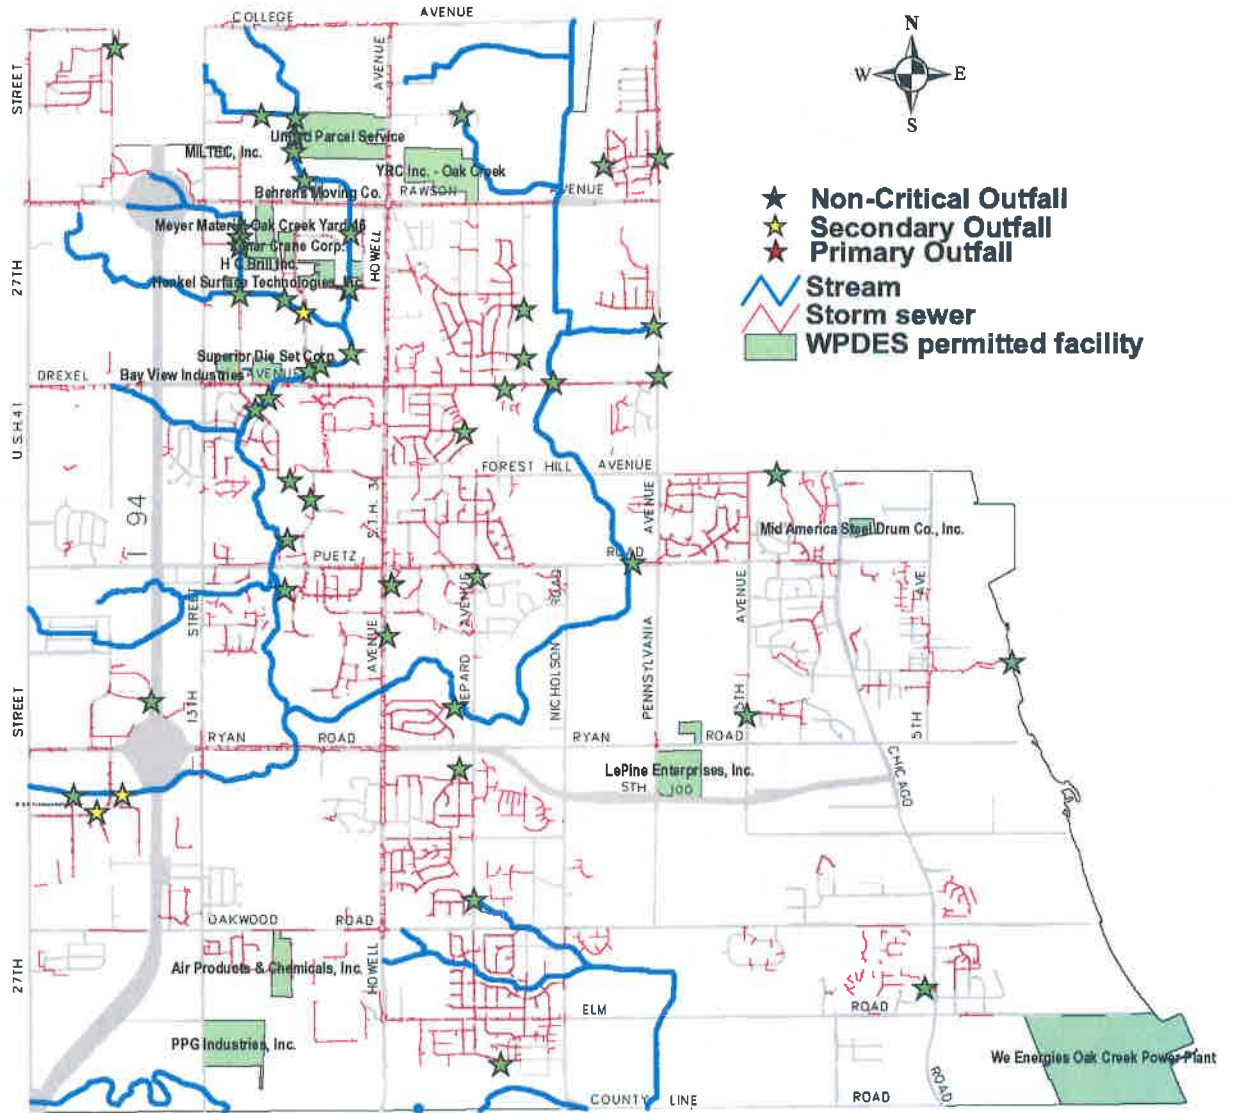 COLLEGE AVENUE
N
W E
S
STREET
AVENUE
United Parcel Service
MILTEC, Inc.
YRC Inc. - Oak Creek
Behrens Moving Co.
RAWSON AVENUE
Non-Critical Outfall
Secondary Outfall
Primary Outfall
Stream
Storm sewer
WPDES permitted facility
Meyer Material-Oak Creek Yard 46
Crane Corp.
H C Brill Inc.
HOWELL
27TH
Henkel Surface Technologies, Inc.
Superior Die Set Corp.
DREXEL
Bay View Industries
AVENUE
U.S.H.41
FOREST HILL AVENUE
I 94
S.T.H. 3
AVENUE
Mid America Steel Drum Co., Inc.
PUETZ
ROAD
STREET
AVENUE
ROAD
AVENUE
AVE
AVENUE
13TH
EPARD
NICHOLSON
PENNSYLVANIA
5TH
STREET
RYAN ROAD
RYAN ROAD
LePine Enterprises, Inc.
STH 100
CHICAGO
OAKWOOD ROAD
27TH
Air Products & Chemicals, Inc.
HOWELL
ELM
ROAD
PPG Industries, Inc.
We Energies Oak Creek Power Plant
COUNTY LINE
ROAD
ROAD